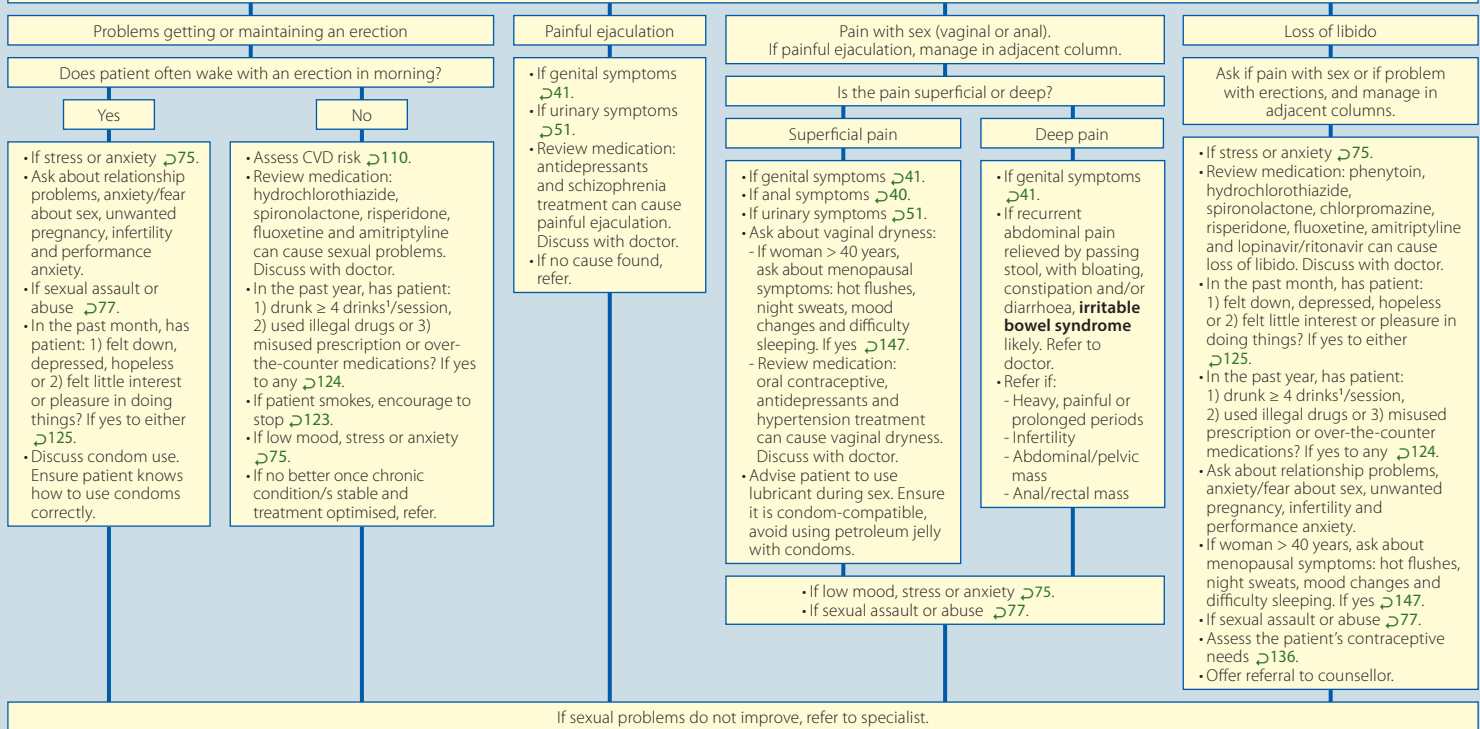 Problems getting or maintaining an erection
Does patient often wake with an erection in morning?
Yes
• If stress or anxiety ⮌75.
• Ask about relationship
problems, anxiety/fear
about sex, unwanted
pregnancy, infertility
and performance
anxiety.
• If sexual assault or
abuse ⮌77.
• In the past month, has
patient: 1) felt down,
depressed, hopeless
or 2) felt little interest
or pleasure in doing
things? If yes to either
⮌125.
• Discuss condom use.
Ensure patient knows
how to use condoms
correctly.
No
• Assess CVD risk ⮌110.
• Review medication:
hydrochlorothiazide,
spironolactone, risperidone,
fluoxetine and amitriptyline
can cause sexual problems.
Discuss with doctor.
• In the past year, has patient:
1) drunk ≥ 4 drinks¹/session,
2) used illegal drugs or 3)
misused prescription or over-
the-counter medications? If yes
to any ⮌124.
• If patient smokes, encourage to
stop ⮌123.
• If low mood, stress or anxiety
⮌75.
• If no better once chronic
condition/s stable and
treatment optimised, refer.
Painful ejaculation
• If genital symptoms
⮌41.
• If urinary symptoms
⮌51.
• Review medication:
antidepressants
and schizophrenia
treatment can cause
painful ejaculation.
Discuss with doctor.
• If no cause found,
refer.
Pain with sex (vaginal or anal).
If painful ejaculation, manage in adjacent column.
Is the pain superficial or deep?
Superficial pain
• If genital symptoms ⮌41.
• If anal symptoms ⮌40.
• If urinary symptoms ⮌51.
• Ask about vaginal dryness:
- If woman > 40 years,
ask about menopausal
symptoms: hot flushes,
night sweats, mood
changes and difficulty
sleeping. If yes ⮌147.
- Review medication:
oral contraceptive,
antidepressants and
hypertension treatment
can cause vaginal dryness.
Discuss with doctor.
• Advise patient to use
lubricant during sex. Ensure
it is condom-compatible,
avoid using petroleum jelly
with condoms.
Deep pain
• If genital symptoms
⮌41.
• If recurrent
abdominal pain
relieved by passing
stool, with bloating,
constipation and/or
diarrhoea, irritable
bowel syndrome
likely. Refer to
doctor.
• Refer if:
- Heavy, painful or
prolonged periods
- Infertility
- Abdominal/pelvic
mass
- Anal/rectal mass
• If low mood, stress or anxiety ⮌75.
• If sexual assault or abuse ⮌77.
Loss of libido
Ask if pain with sex or if problem
with erections, and manage in
adjacent columns.
• If stress or anxiety ⮌75.
• Review medication: phenytoin,
hydrochlorothiazide,
spironolactone, chlorpromazine,
risperidone, fluoxetine, amitriptyline
and lopinavir/ritonavir can cause
loss of libido. Discuss with doctor.
• In the past month, has patient:
1) felt down, depressed, hopeless
or 2) felt little interest or pleasure in
doing things? If yes to either
⮌125.
• In the past year, has patient:
1) drunk ≥ 4 drinks¹/session,
2) used illegal drugs or 3) misused
prescription or over-the-counter
medications? If yes to any ⮌124.
• Ask about relationship problems,
anxiety/fear about sex, unwanted
pregnancy, infertility and
performance anxiety.
• If woman > 40 years, ask about
menopausal symptoms: hot flushes,
night sweats, mood changes and
difficulty sleeping. If yes ⮌147.
• If sexual assault or abuse ⮌77.
• Assess the patient's contraceptive
needs ⮌136.
• Offer referral to counsellor.
If sexual problems do not improve, refer to specialist.